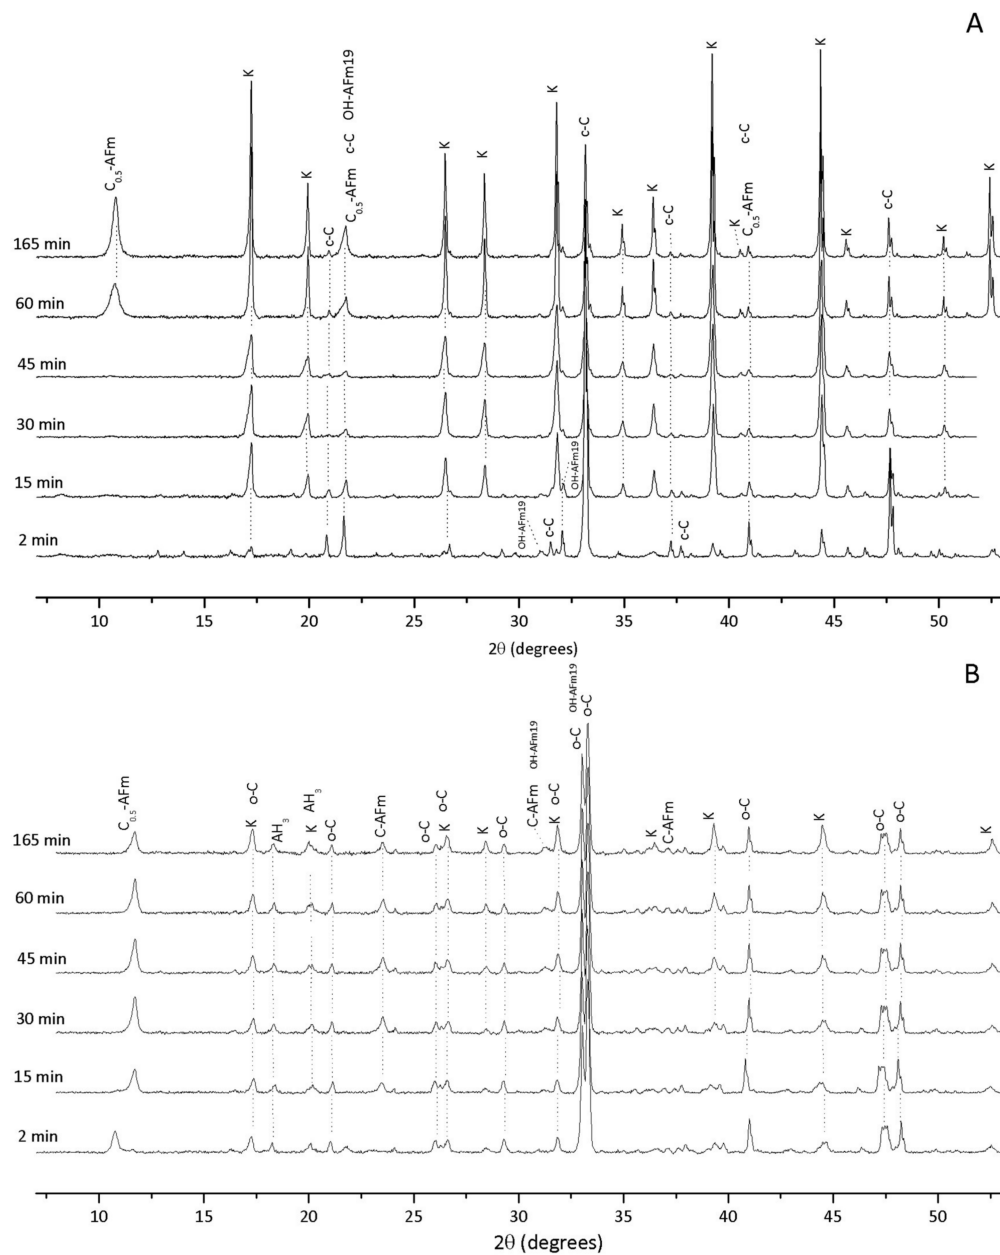 A
K
C0.5-AFm
K
c-C
C0.5-AFm c-C OH-AFm19
K
K
K
c-C
K
K
c-C
K
K
C0.5-AFm c-C
K
K
c-C
K
K
165 min
60 min
45 min
30 min
15 min
2 min
OH-AFm19
c-C
OH-AFm19
c-C
10 15 20 25 30 35 40 45 50
2θ (degrees)
B
C0.5-AFm
K o-C
AH3
K AH3
o-C
C-AFm
o-C
K o-C
K
o-C
C-AFm OH-AFm19
K o-C
o-C OH-AFm19
o-C
K
C-AFm
K
o-C
K
o-C
o-C
K
165 min
60 min
45 min
30 min
15 min
2 min
10 15 20 25 30 35 40 45 50
2θ (degrees)